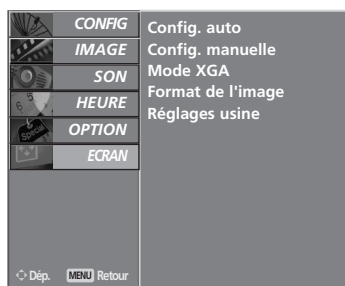 CONFIG
IMAGE
SON
HEURE
OPTION
Special
ECRAN
Config. auto
Config. manuelle
Mode XGA
Format de l'image
Réglages usine
Dép. MENU Retour